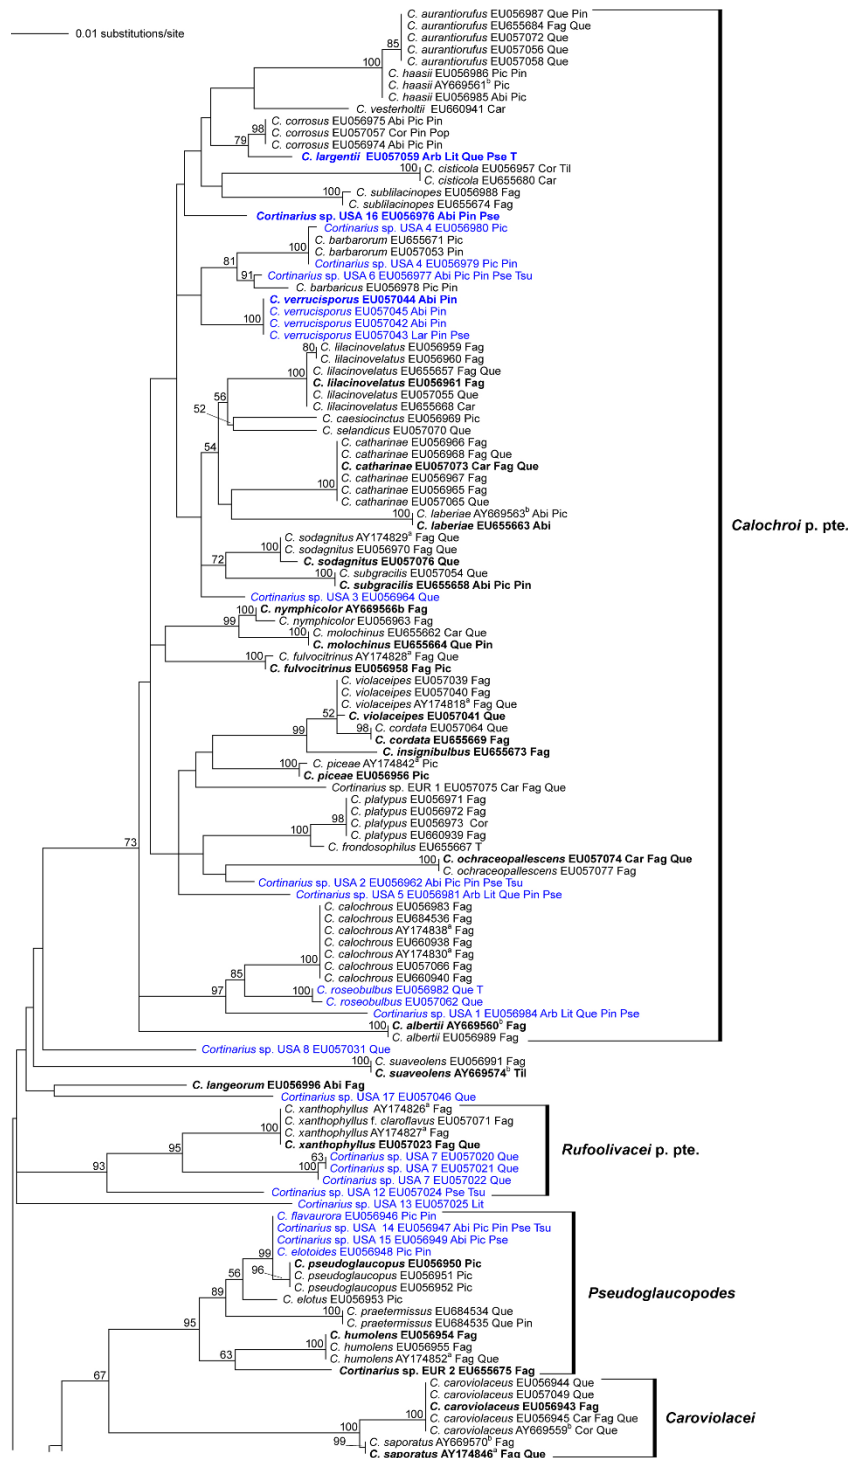 0.01 substitutions/site
C. aurantiorufus EU056987 Que Pin
C. aurantiorufus EU655684 Fag Que
C. aurantiorufus EU057072 Que
85
C. aurantiorufus EU057056 Que
C. aurantiorufus EU057058 Que
100
C. haasii EU056986 Pic Pin
C. haasii AY669561b Pic
C. haasii EU056985 Abi Pic
C. vesterholtii EU660941 Car
C. corrosus EU056975 Abi Pic Pin
98
C. corrosus EU057057 Cor Pin Pop
79
C. corrosus EU056974 Abi Pic Pin
C. largentii EU057059 Arb Lit Que Pse T
100
C. cisticola EU056957 Cor Til
C. cisticola EU655680 Car
100
C. sublilacinopes EU056988 Fag
C. sublilacinopes EU655674 Fag
Cortinarius sp. USA 16 EU056976 Abi Pin Pse
Cortinarius sp. USA 4 EU056980 Pic
C. barbarorum EU655671 Pic
100
C. barbarorum EU057053 Pin
81
Cortinarius sp. USA 4 EU056979 Pic Pin
91
Cortinarius sp. USA 6 EU056977 Abi Pic Pin Pse Tsu
C. barbaricus EU056978 Pic Pin
C. verrucisporus EU057044 Abi Pin
C. verrucisporus EU057045 Abi Pin
100
C. verrucisporus EU057042 Abi Pin
C. verrucisporus EU057043 Lar Pin Pse
80
C. lilacinovelatus EU056959 Fag
C. lilacinovelatus EU056960 Fag
100
C. lilacinovelatus EU655657 Fag Que
C. lilacinovelatus EU056961 Fag
56
C. lilacinovelatus EU057055 Que
52
C. lilacinovelatus EU655668 Car
C. caesiocinctus EU056969 Pic
C. selandicus EU057070 Que
54
C. catharinae EU056966 Fag
C. catharinae EU056968 Fag Que
C. catharinae EU057073 Car Fag Que
C. catharinae EU056967 Fag
100
C. catharinae EU056965 Fag
C. catharinae EU057065 Que
100
C. laberiae AY669563b Abi Pic
C. laberiae EU655663 Abi
Calochroi p. pte.
C. sodagnitus AY174829a Fag Que
100
C. sodagnitus EU056970 Fag Que
72
C. sodagnitus EU057076 Que
100
C. subgracilis EU057054 Que
C. subgracilis EU655658 Abi Pic Pin
Cortinarius sp. USA 3 EU056964 Que
100
C. nymphicolor AY669566b Fag
99
C. nymphicolor EU056963 Fag
100
C. molochinus EU655662 Car Que
C. molochinus EU655664 Que Pin
100
C. fulvocitrinus AY174828a Fag Que
C. fulvocitrinus EU056958 Fag Pic
C. violaceipes EU057039 Fag
C. violaceipes EU057040 Fag
C. violaceipes AY174818a Fag Que
52
C. violaceipes EU057041 Que
99
98
C. cordata EU057064 Que
C. cordata EU655669 Fag
C. insignibulbus EU655673 Fag
100
C. piceae AY174842a Pic
C. piceae EU056956 Pic
Cortinarius sp. EUR 1 EU057075 Car Fag Que
C. platypus EU056971 Fag
C. platypus EU056972 Fag
98
C. platypus EU056973 Cor
100
C. platypus EU660939 Fag
73
C. frondosophilus EU655667 T
100
C. ochraceopallescens EU057074 Car Fag Que
C. ochraceopallescens EU057077 Fag
Cortinarius sp. USA 2 EU056962 Abi Pic Pin Pse Tsu
Cortinarius sp. USA 5 EU056981 Arb Lit Que Pin Pse
C. calochrous EU056983 Fag
C. calochrous EU684536 Fag
C. calochrous AY174838a Fag
C. calochrous EU660938 Fag
C. calochrous AY174830a Fag
100
C. calochrous EU057066 Fag
85
C. calochrous EU660940 Fag
97
100
C. roseobulbus EU056982 Que T
C. roseobulbus EU057062 Que
Cortinarius sp. USA 1 EU056984 Arb Lit Que Pin Pse
100
C. albertii AY669560b Fag
C. albertii EU056989 Fag
Cortinarius sp. USA 8 EU057031 Que
100
C. suaveolens EU056991 Fag
C. suaveolens AY669574b Til
C. langeorum EU056996 Abi Fag
Cortinarius sp. USA 17 EU057046 Que
C. xanthophyllus AY174826a Fag
C. xanthophyllus f. claroflavus EU057071 Fag
100
C. xanthophyllus AY174827a Fag
95
C. xanthophyllus EU057023 Fag Que
Rufoolivacei p. pte.
63
Cortinarius sp. USA 7 EU057020 Que
93
100
Cortinarius sp. USA 7 EU057021 Que
Cortinarius sp. USA 7 EU057022 Que
Cortinarius sp. USA 12 EU057024 Pse Tsu
Cortinarius sp. USA 13 EU057025 Lit
C. flavaurora EU056946 Pic Pin
Cortinarius sp. USA 14 EU056947 Abi Pic Pin Pse Tsu
Cortinarius sp. USA 15 EU056949 Abi Pic Pse
99
C. elotoides EU056948 Pic Pin
96
C. pseudoglaucopus EU056950 Pic
56
C. pseudoglaucopus EU056951 Pic
89
C. pseudoglaucopus EU056952 Pic
Pseudoglaucopodes
C. elotus EU056953 Pic
100
C. praetermissus EU684534 Que
95
C. praetermissus EU684535 Que Pin
C. humolens EU056954 Fag
100
C. humolens EU056955 Fag
63
C. humolens AY174852a Fag Que
67
Cortinarius sp. EUR 2 EU655675 Fag
C. caroviolaceus EU056944 Que
C. caroviolaceus EU057049 Que
C. caroviolaceus EU056943 Fag
100
C. caroviolaceus EU056945 Car Fag Que
Caroviolacei
100
C. caroviolaceus AY669559b Cor Que
99
C. saporatus AY669570b Fag
C. saporatus AY174846a Fag Que